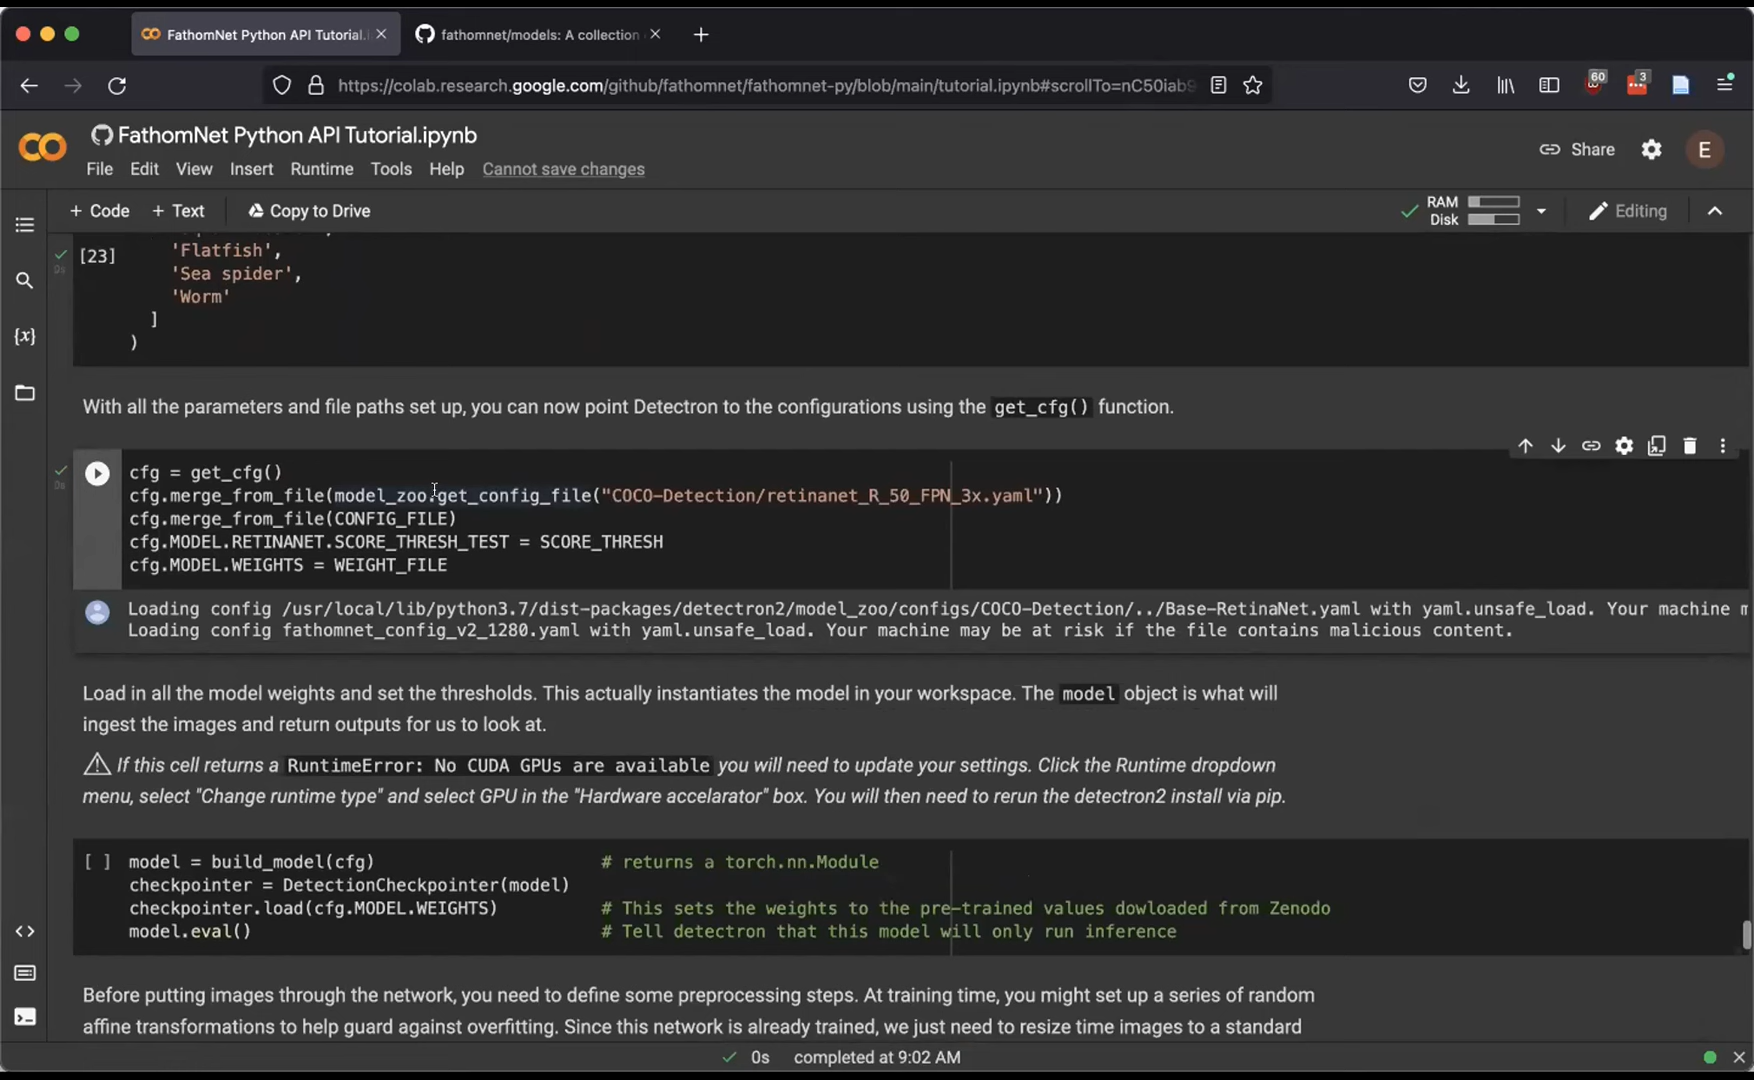 FathomNet Python API Tutorial.i
fathomnet/models: A collection
https://colab.research.google.com/github/fathomnet/fathomnet-py/blob/main/tutorial.ipynb#scrollTo=nC50iab9
60
3
CO
FathomNet Python API Tutorial.ipynb
Share
E
File Edit View Insert Runtime Tools Help Cannot save changes
+ Code + Text Copy to Drive
RAM
Disk
Editing
[23]
'Flatfish',
'Sea spider',
'Worm'
]
)
With all the parameters and file paths set up, you can now point Detectron to the configurations using the get_cfg() function.
cfg = get_cfg()
cfg.merge_from_file(model_zoo.get_config_file("COCO-Detection/retinanet_R_50_FPN_3x.yaml"))
cfg.merge_from_file(CONFIG_FILE)
cfg.MODEL.RETINANET.SCORE_THRESH_TEST = SCORE_THRESH
cfg.MODEL.WEIGHTS = WEIGHT_FILE
0s
Loading config /usr/local/lib/python3.7/dist-packages/detectron2/model_zoo/configs/COCO-Detection/../Base-RetinaNet.yaml with yaml.unsafe_load. Your machine m
Loading config fathomnet_config_v2_1280.yaml with yaml.unsafe_load. Your machine may be at risk if the file contains malicious content.
Load in all the model weights and set the thresholds. This actually instantiates the model in your workspace. The model object is what will
ingest the images and return outputs for us to look at.
If this cell returns a RuntimeError: No CUDA GPUs are available you will need to update your settings. Click the Runtime dropdown
menu, select "Change runtime type" and select GPU in the "Hardware accelarator" box. You will then need to rerun the detectron2 install via pip.
[ ] model = build_model(cfg) # returns a torch.nn.Module
checkpointer = DetectionCheckpointer(model)
checkpointer.load(cfg.MODEL.WEIGHTS) # This sets the weights to the pre-trained values dowloaded from Zenodo
model.eval() # Tell detectron that this model will only run inference
Before putting images through the network, you need to define some preprocessing steps. At training time, you might set up a series of random
affine transformations to help guard against overfitting. Since this network is already trained, we just need to resize time images to a standard
0s completed at 9:02 AM